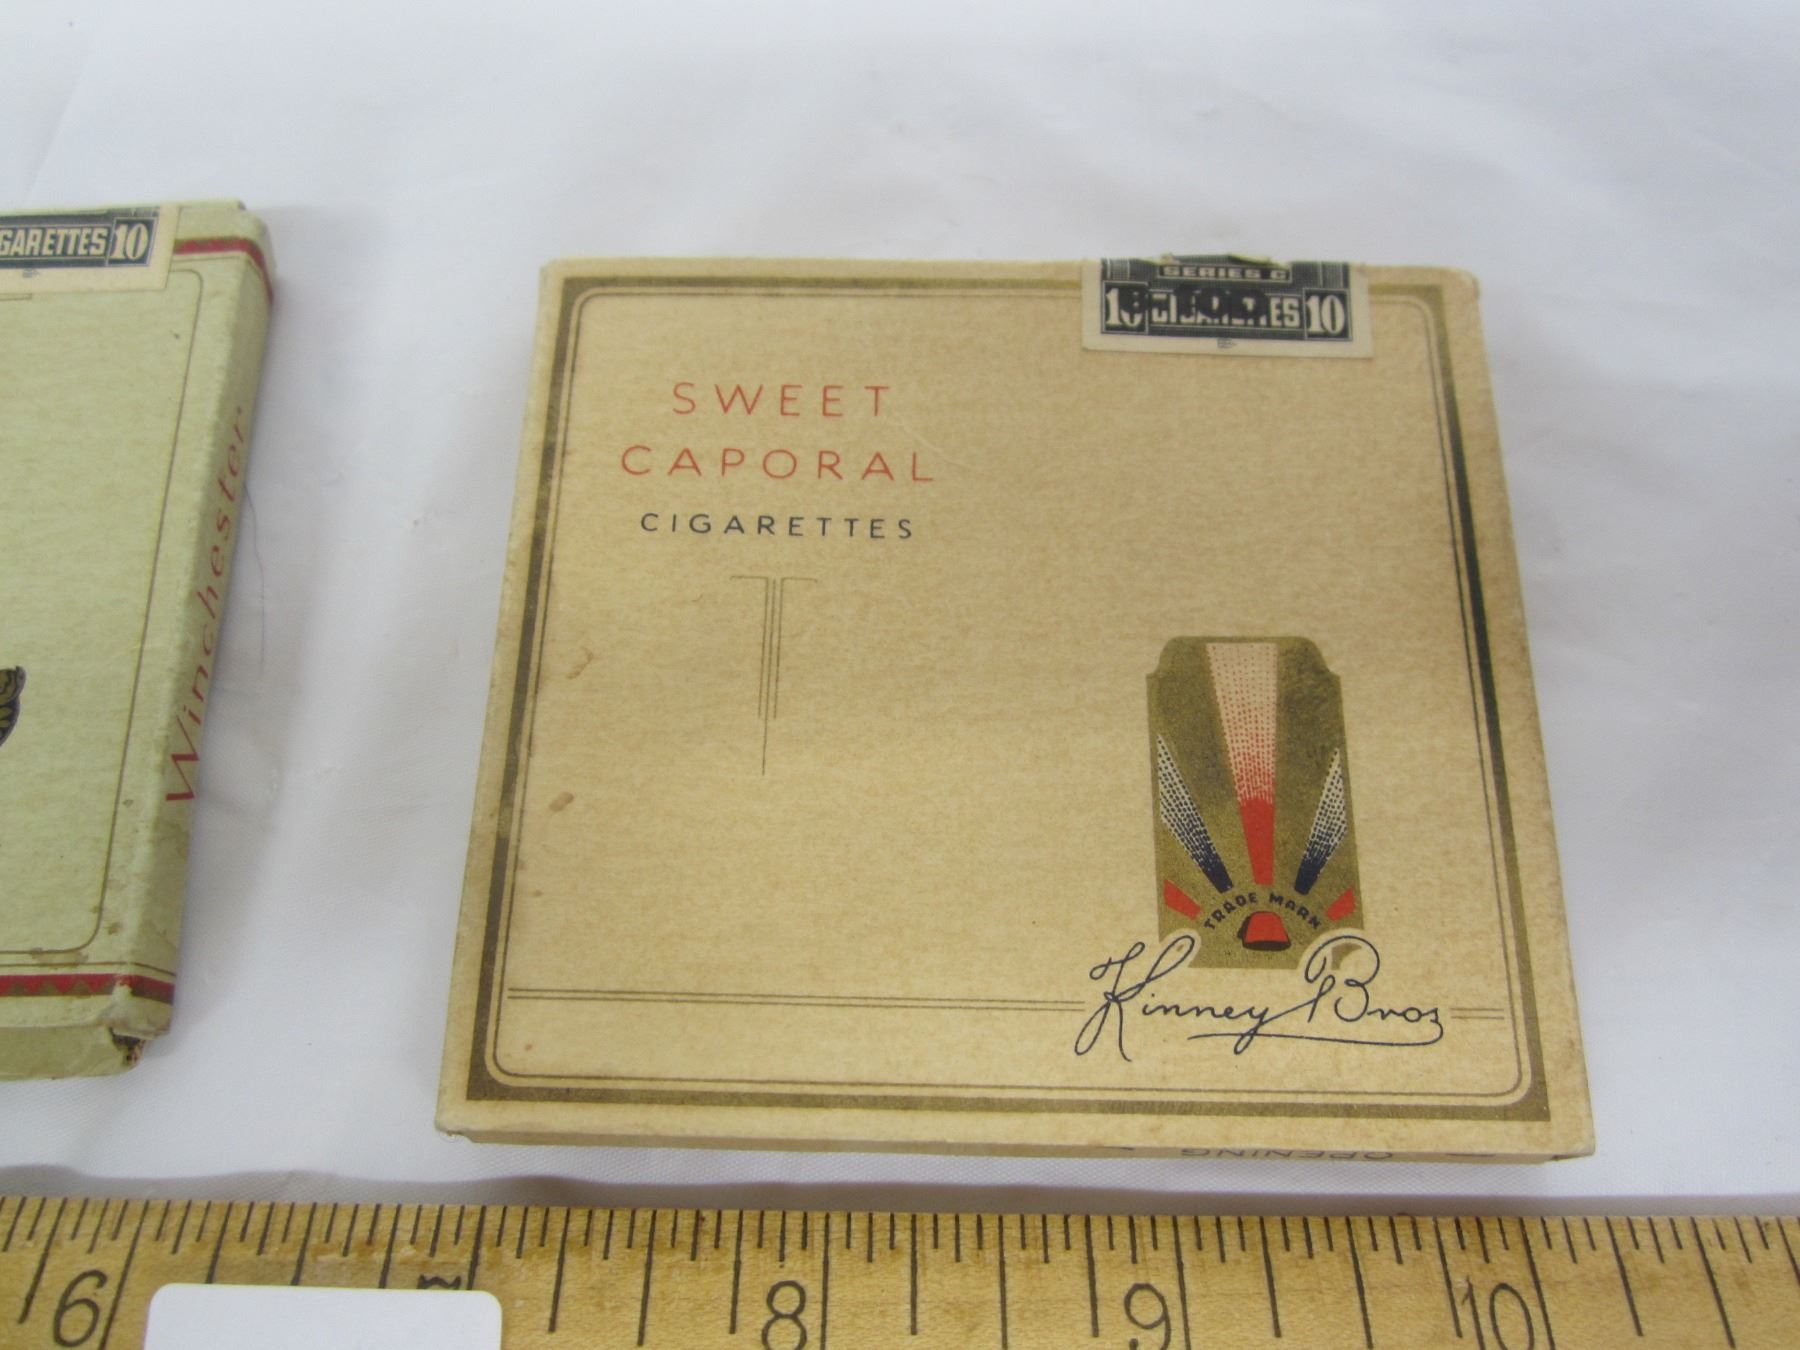 GARETTES 10
Winchester
SERIES C
10 CIGARETTES 10
SWEET
CAPORAL
CIGARETTES
TRADE MARK
Kinney Bros
OPENING
6 7 8 9 10